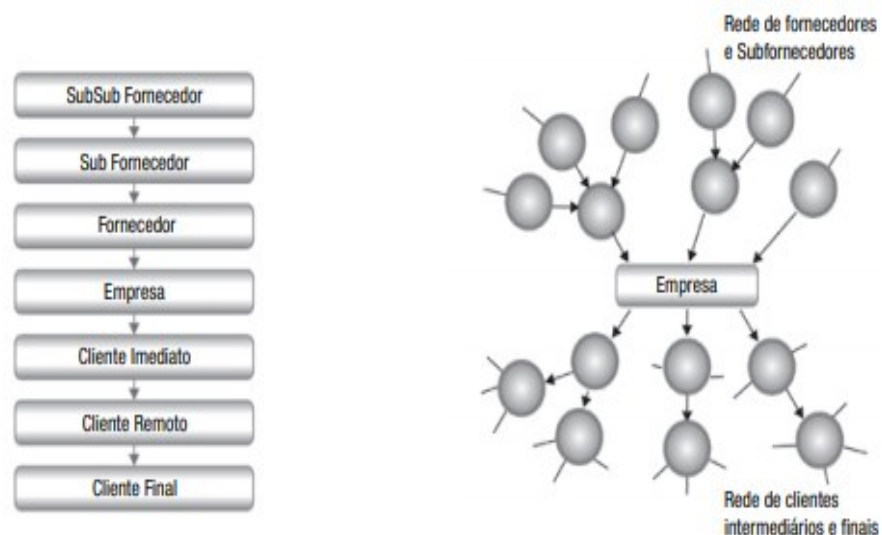 SubSub Fornecedor
Sub Fornecedor
Fornecedor
Empresa
Cliente Imediato
Cliente Remoto
Cliente Final
Rede de fornecedores
e Subfornecedores
Empresa
Rede de clientes
intermediários e finais